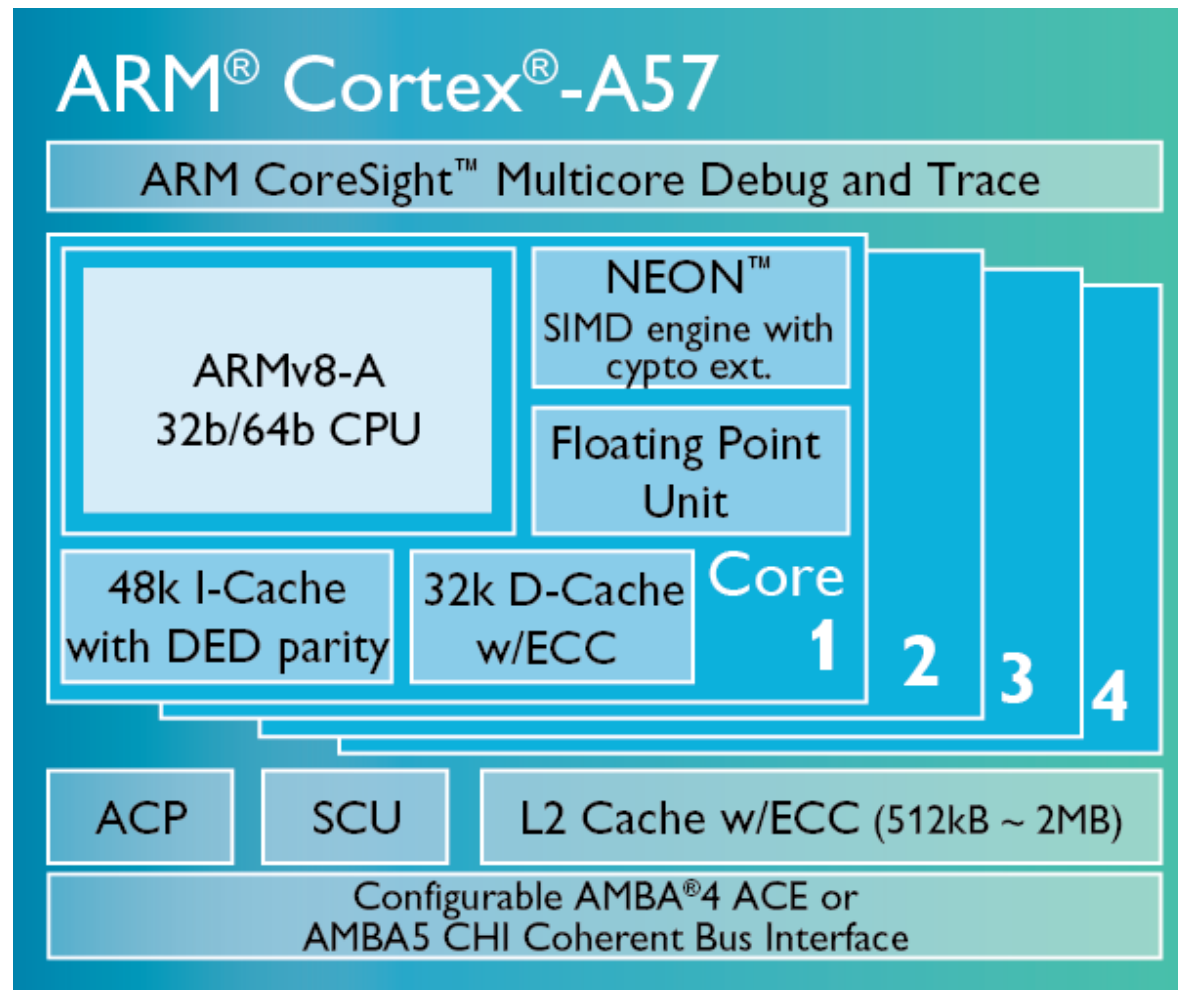 ARM® Cortex®-A57
ARM CoreSight™ Multicore Debug and Trace
ARMv8-A
32b/64b CPU
NEON™
SIMD engine with
cypto ext.
Floating Point
Unit
48k I-Cache
with DED parity
32k D-Cache
w/ECC
Core
1
2
3
4
ACP
SCU
L2 Cache w/ECC (512kB ~ 2MB)
Configurable AMBA®4 ACE or
AMBA5 CHI Coherent Bus Interface